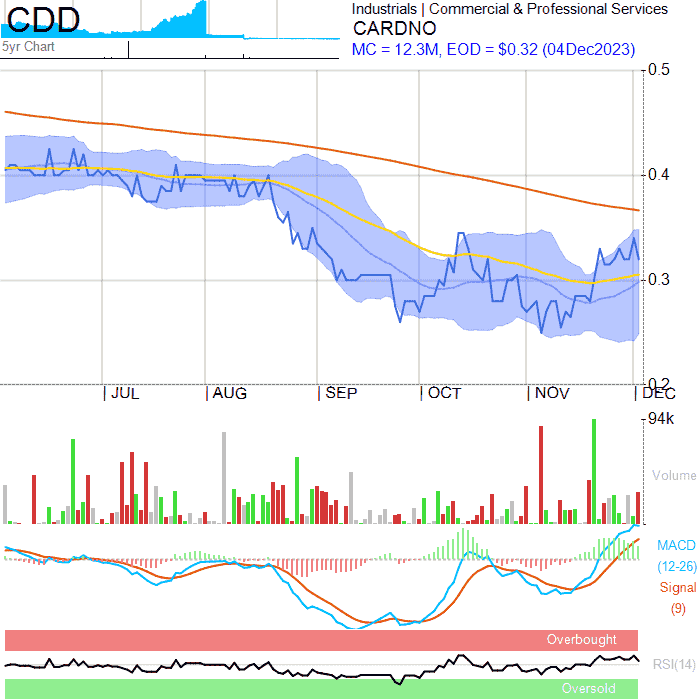 CDD
5yr Chart
Industrials | Commercial & Professional Services
CARDNO
MC = 12.3M, EOD = $0.32 (04Dec2023)
0.5
0.4
0.3
0.2
JUL AUG SEP OCT NOV DEC
94k
Volume
MACD
(12-26)
Signal
(9)
Overbought
RSI(14)
Oversold